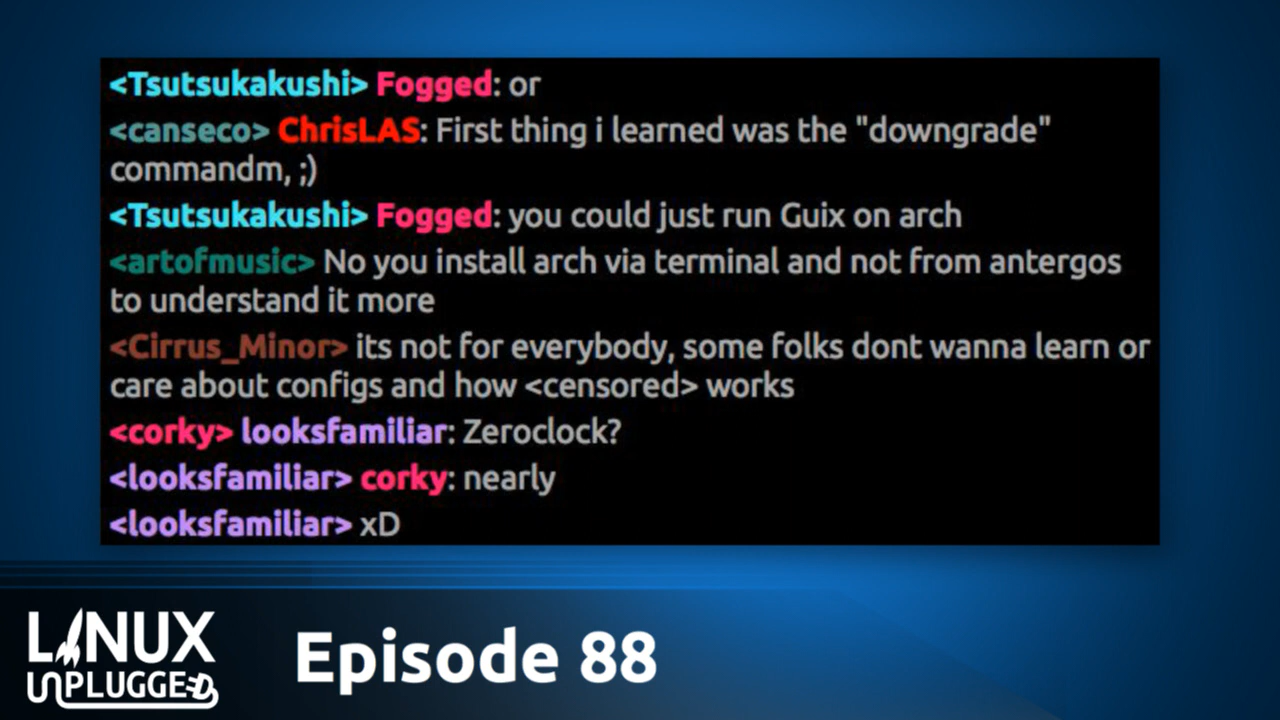 <Tsutsukakushi> Fogged: or
<canseco> ChrisLAS: First thing i learned was the "downgrade"
commandm, ;)
<Tsutsukakushi> Fogged: you could just run Guix on arch
<artofmusic> No you install arch via terminal and not from antergos
to understand it more
<Cirrus_Minor> its not for everybody, some folks dont wanna learn or
care about configs and how <censored> works
<corky> looksfamiliar: Zeroclock?
<looksfamiliar> corky: nearly
<looksfamiliar> xD
LINUX
UNPLUGGED
Episode 88